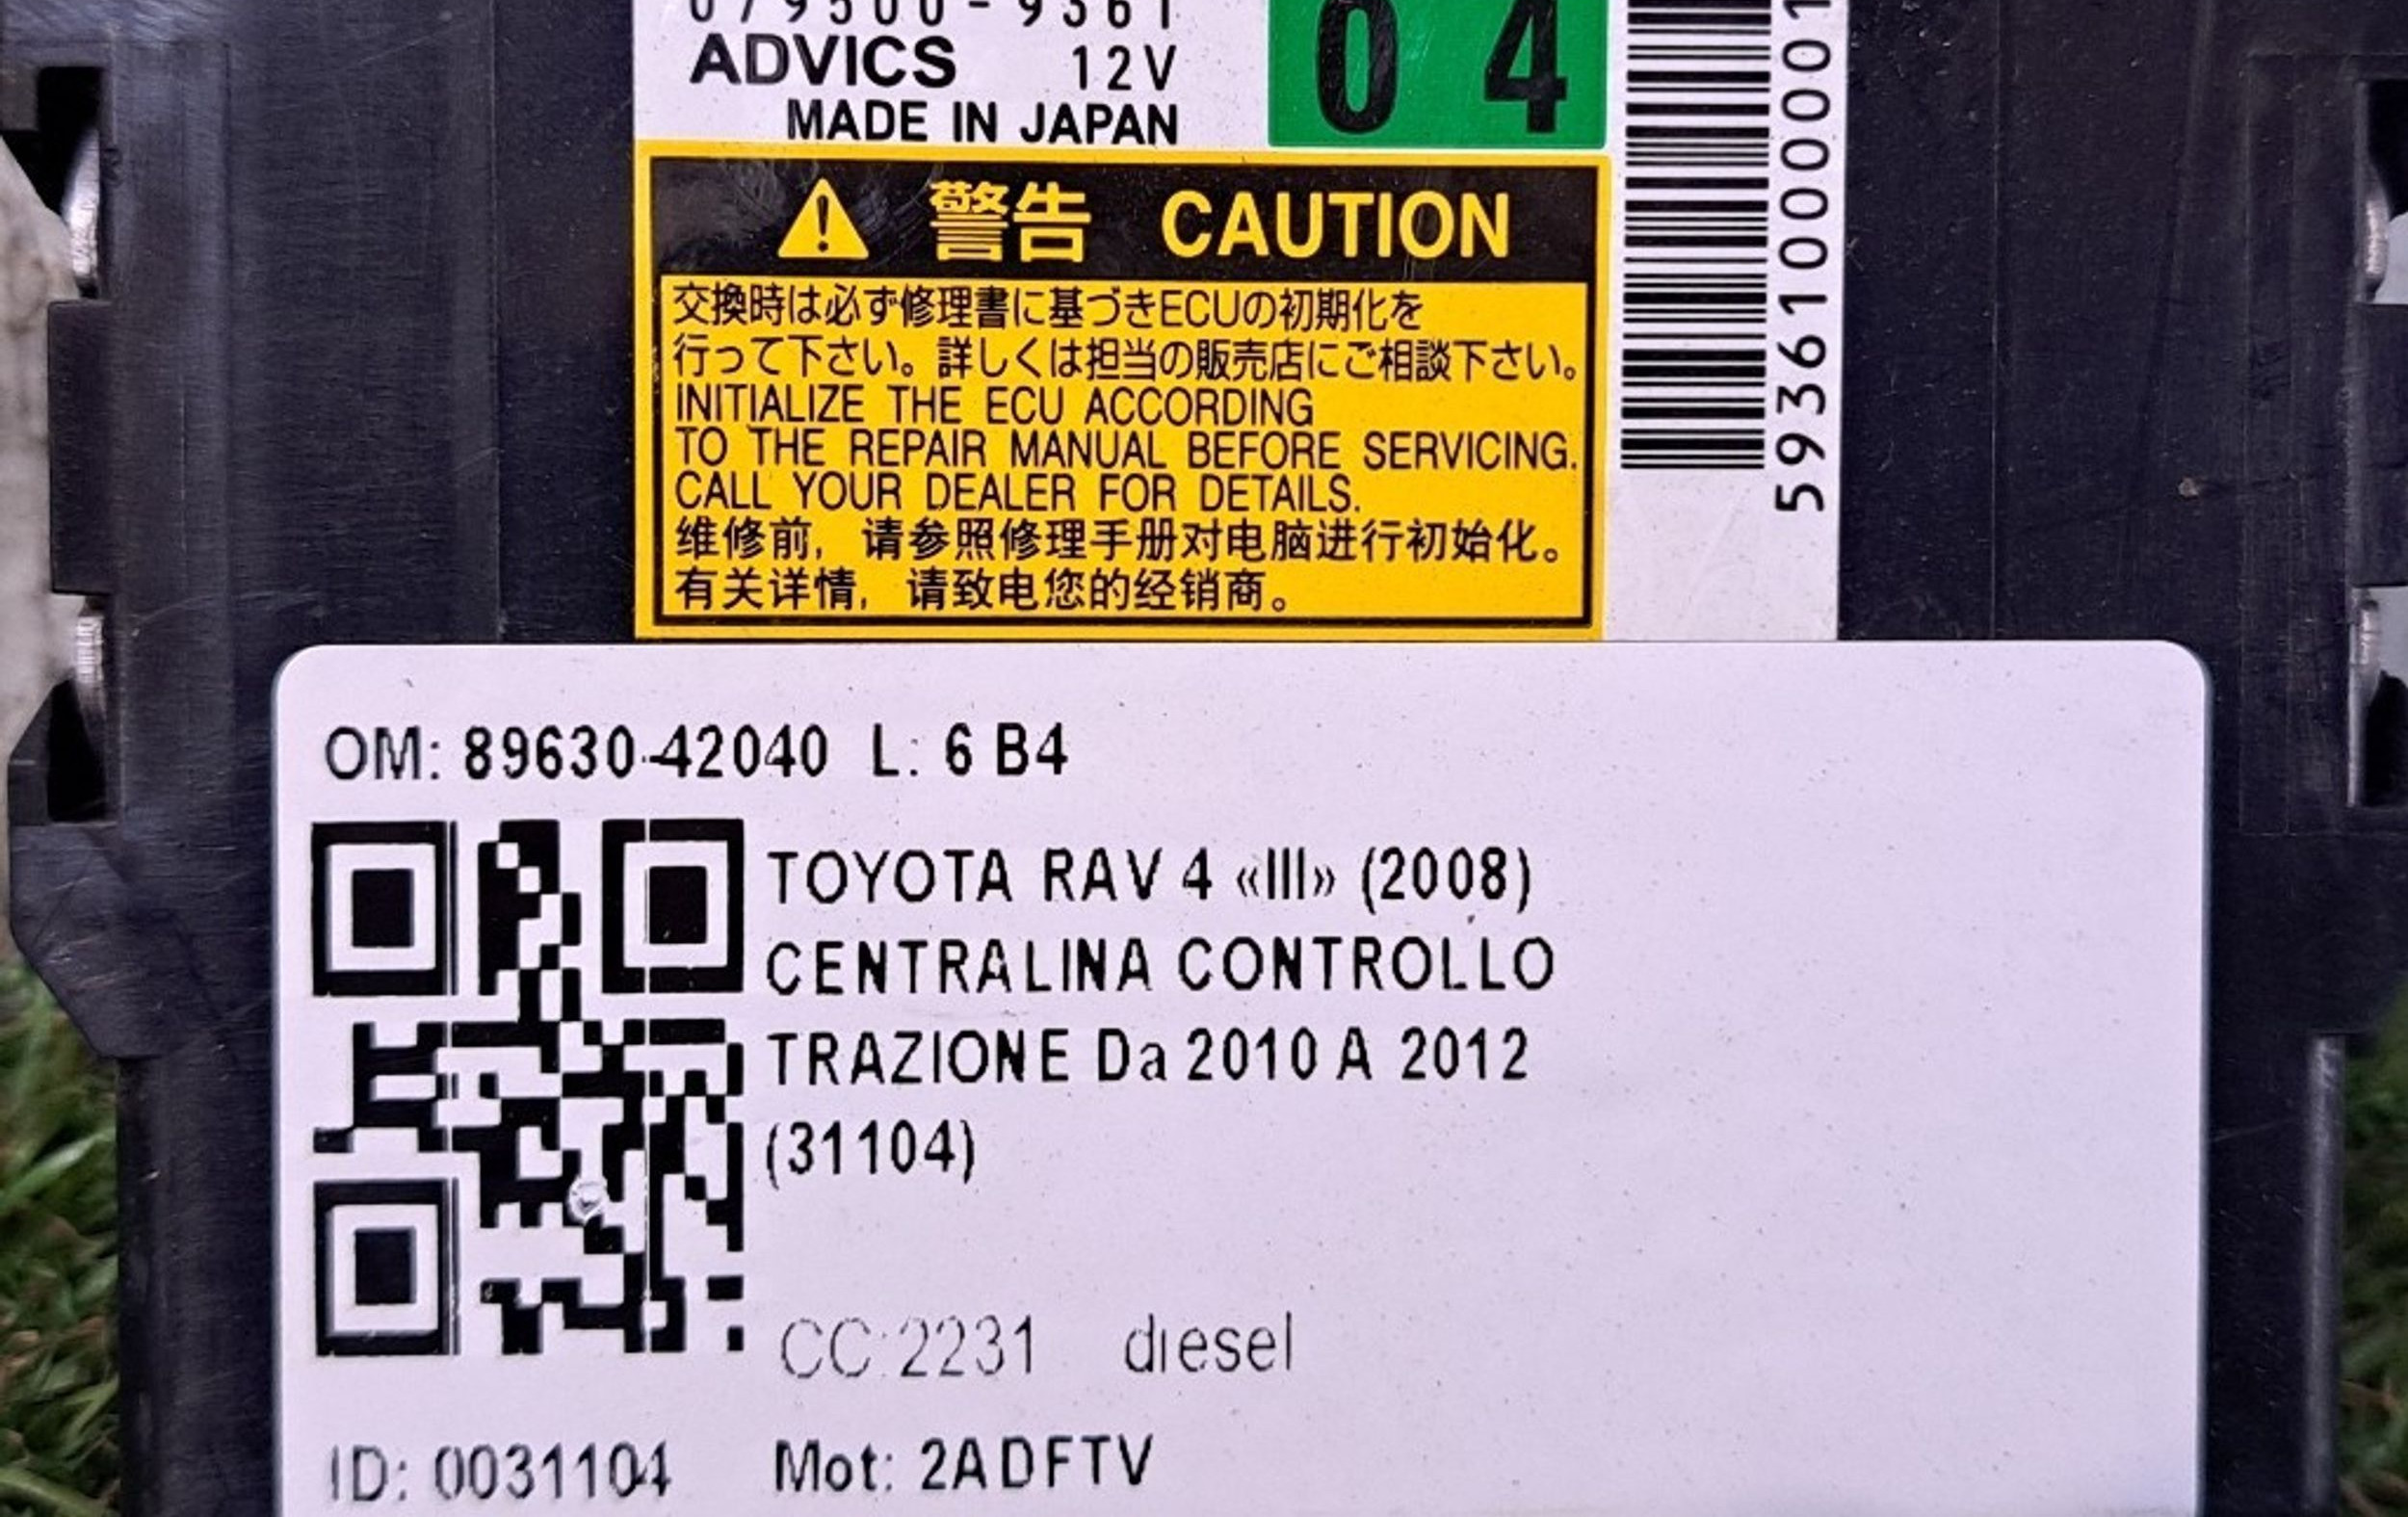 079500-9361
ADVICS 12V
MADE IN JAPAN
04
警告 CAUTION
交換時は必ず修理書に基づきECUの初期化を
行って下さい。詳しくは担当の販売店にご相談下さい。
INITIALIZE THE ECU ACCORDING
TO THE REPAIR MANUAL BEFORE SERVICING.
CALL YOUR DEALER FOR DETAILS.
维修前，请参照修理手册对电脑进行初始化。
有关详情，请致电您的经销商。
OM: 89630-42040 L: 6 B4
TOYOTA RAV 4 «III» (2008)
CENTRALINA CONTROLLO
TRAZIONE Da 2010 A 2012
(31104)
CC:2231 diesel
ID: 0031104 Mot: 2ADFTV